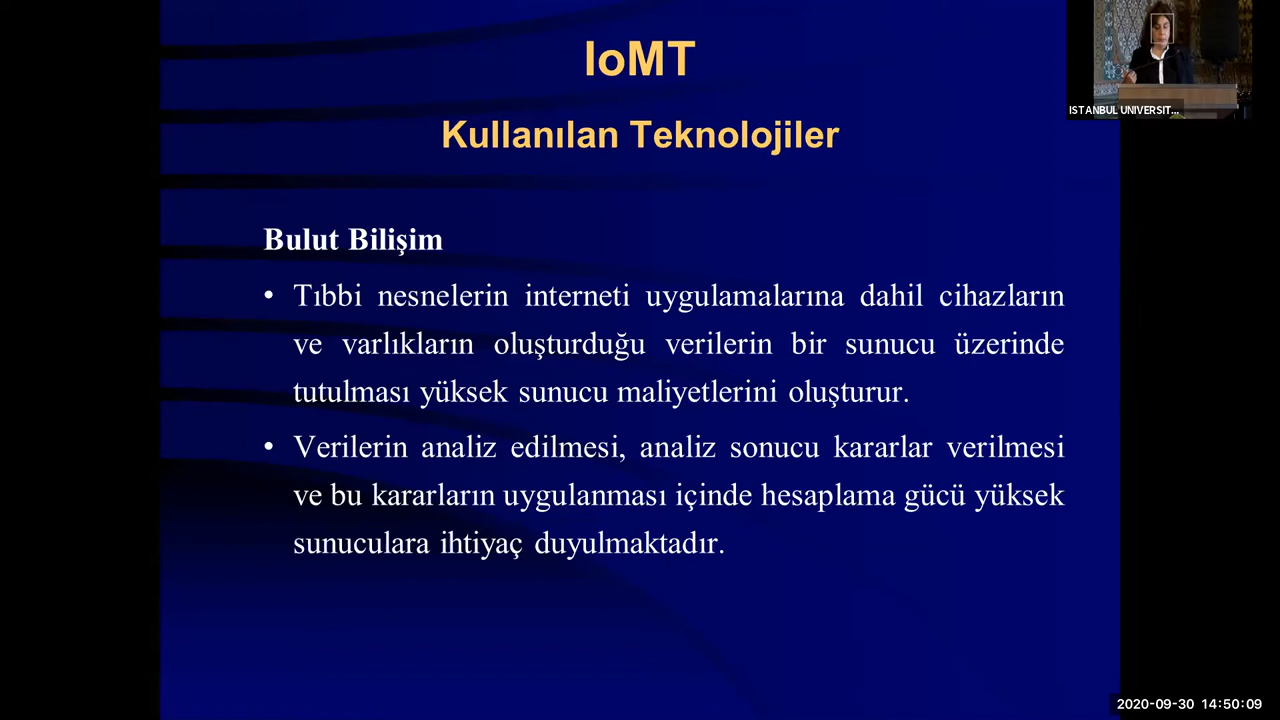 IoMT
Kullanılan Teknolojiler
ISTANBUL UNIVERSIT...
Bulut Bilişim
• Tıbbi nesnelerin interneti uygulamalarına dahil cihazların
ve varlıkların oluşturduğu verilerin bir sunucu üzerinde
tutulması yüksek sunucu maliyetlerini oluşturur.
• Verilerin analiz edilmesi, analiz sonucu kararlar verilmesi
ve bu kararların uygulanması içinde hesaplama gücü yüksek
sunuculara ihtiyaç duyulmaktadır.
2020-09-30 14:50:09